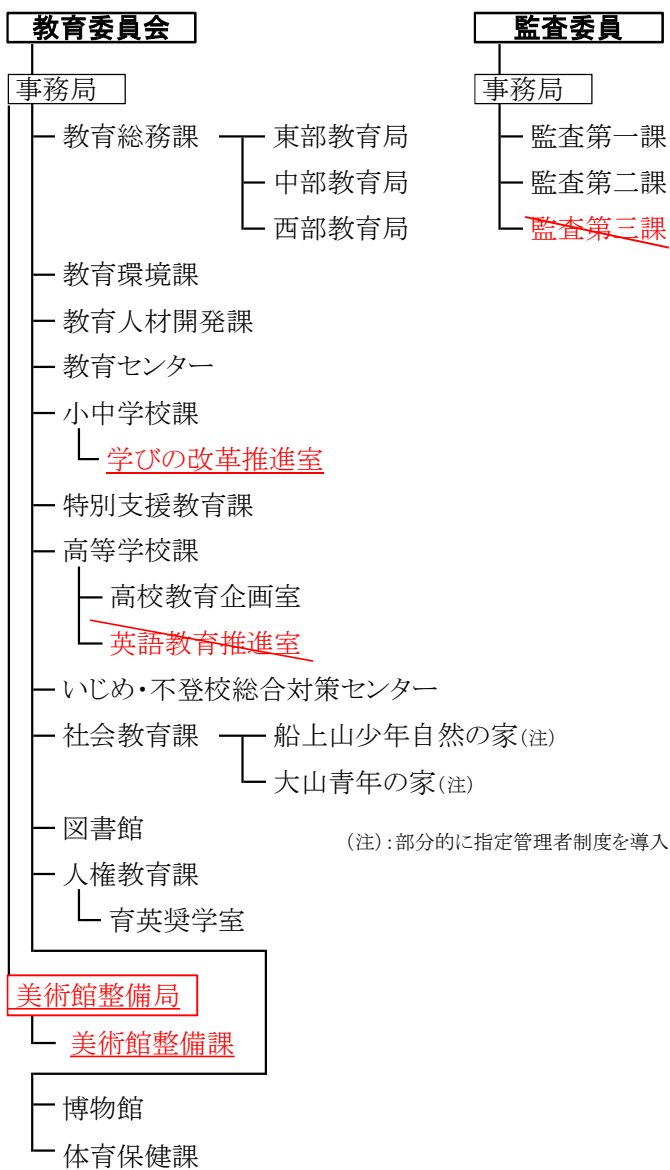 教育委員会
事務局
教育総務課
東部教育局
中部教育局
西部教育局
教育環境課
教育人材開発課
教育センター
小中学校課
学びの改革推進室
特別支援教育課
高等学校課
高校教育企画室
英語教育推進室
いじめ・不登校総合対策センター
社会教育課
船上山少年自然の家(注)
大山青年の家(注)
図書館
(注):部分的に指定管理者制度を導入
人権教育課
育英奨学室
美術館整備局
美術館整備課
博物館
体育保健課
監査委員
事務局
監査第一課
監査第二課
監査第三課